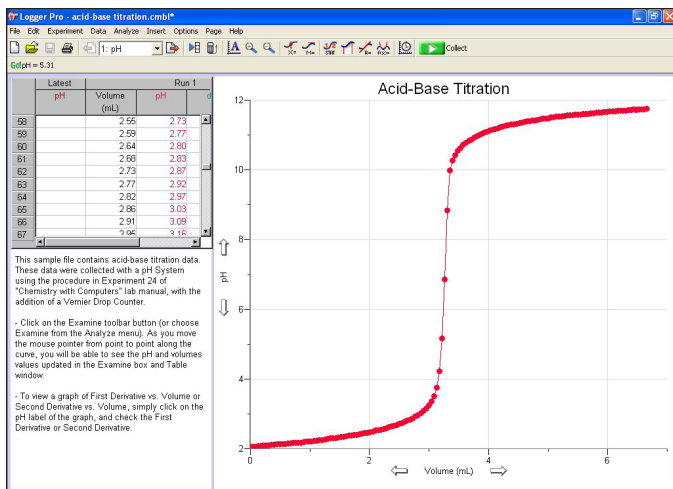 Logger Pro - acid-base titration.cmbl*
File Edit Experiment Data Analyze Insert Options Page Help
1: pH
Collect
pH = 5.31
Latest Run 1
pH Volume pH d
(mL)
58 2.55 2.73
59 2.59 2.77
60 2.64 2.80
61 2.68 2.83
62 2.73 2.87
63 2.77 2.92
64 2.82 2.97
65 2.86 3.03
66 2.91 3.09
67 2.95 3.16
This sample file contains acid-base titration data.
These data were collected with a pH System
using the procedure in Experiment 24 of
"Chemistry with Computers" lab manual, with the
addition of a Vernier Drop Counter.
- Click on the Examine toolbar button (or choose
Examine from the Analyze menu). As you move
the mouse pointer from point to point along the
curve, you will be able to see the pH and volumes
values updated in the Examine box and Table
window.
- To view a graph of First Derivative vs. Volume or
Second Derivative vs. Volume, simply click on the
pH label of the graph, and check the First
Derivative or Second Derivative.
Acid-Base Titration
12
10
8
pH
6
4
2
0 2 4 6
Volume (mL)